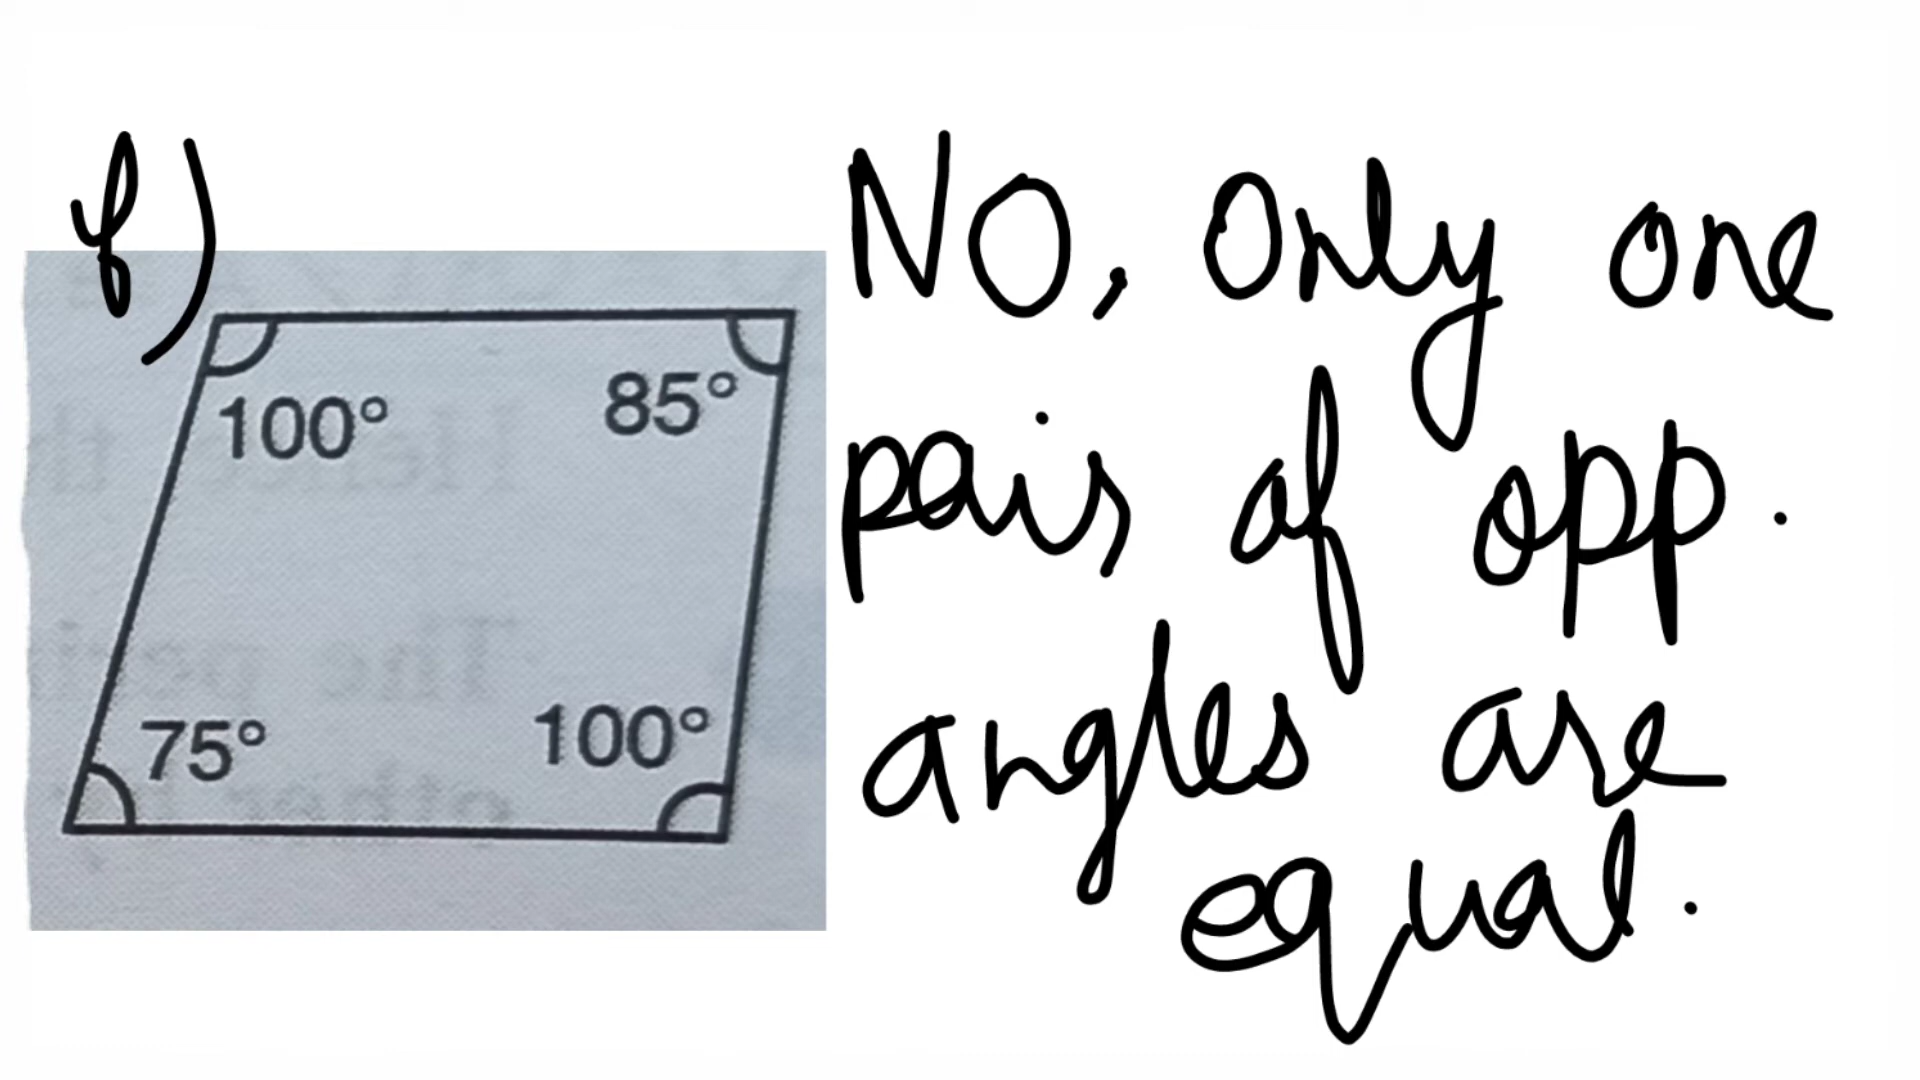 f)
100° 85°
75° 100°
NO, Only one
pair of opp.
angles are
equal.